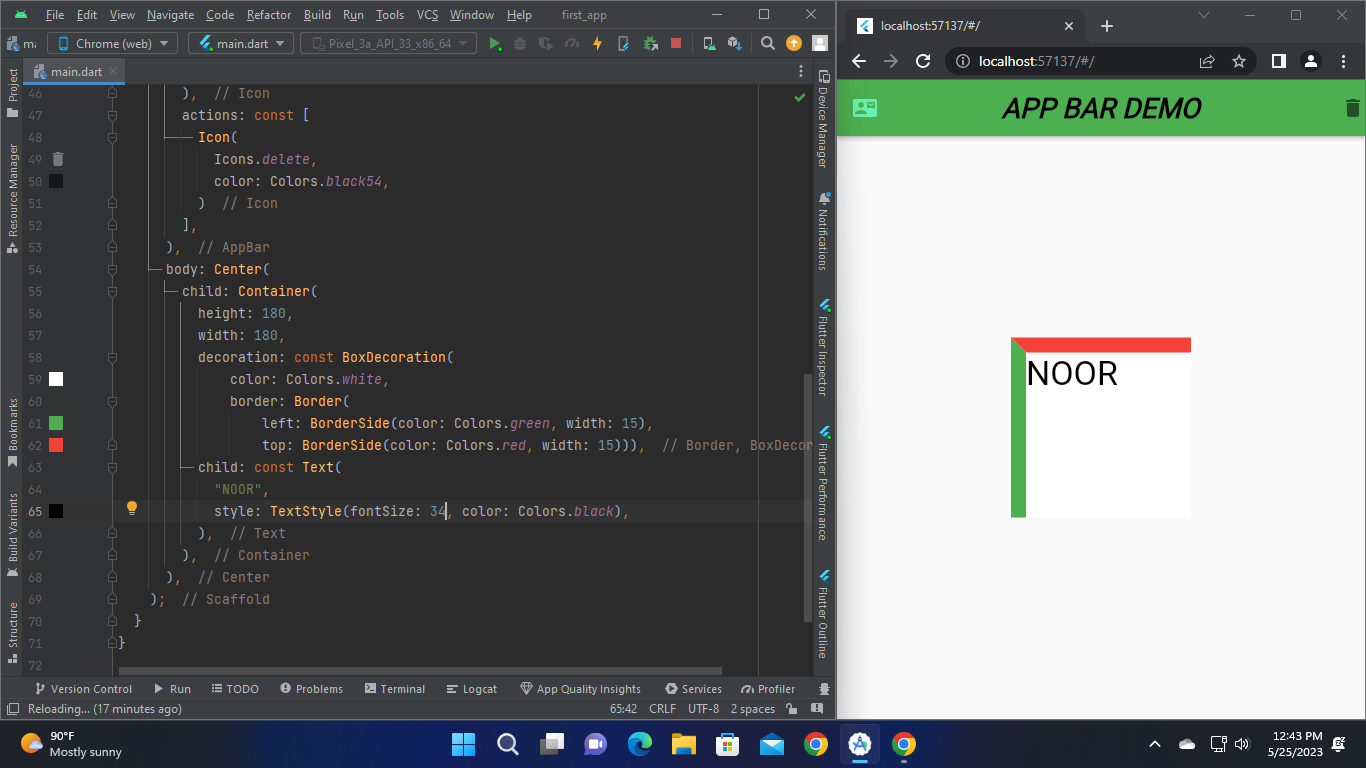 File Edit View Navigate Code Refactor Build Run Tools VCS Window Help first_app
Chrome (web) main.dart Pixel_3a_API_33_x86_64
main.dart
Project
Resource Manager
Bookmarks
Build Variants
Structure
46 ), // Icon
47 actions: const [
48 Icon(
49 Icons.delete,
50 color: Colors.black54,
51 ) // Icon
52 ],
53 ), // AppBar
54 body: Center(
55 child: Container(
56 height: 180,
57 width: 180,
58 decoration: const BoxDecoration(
59 color: Colors.white,
60 border: Border(
61 left: BorderSide(color: Colors.green, width: 15),
62 top: BorderSide(color: Colors.red, width: 15))), // Border, BoxDecor
63 child: const Text(
64 "NOOR",
65 style: TextStyle(fontSize: 34, color: Colors.black),
66 ), // Text
67 ), // Container
68 ), // Center
69 ); // Scaffold
70 }
71 }
72
Device Manager
Notifications
Flutter Inspector
Flutter Performance
Flutter Outline
Version Control Run TODO Problems Terminal Logcat App Quality Insights Services Profiler
Reloading... (17 minutes ago) 65:42 CRLF UTF-8 2 spaces
localhost:57137/#/
localhost:57137/#/
APP BAR DEMO
NOOR
90°F
Mostly sunny
12:43 PM
5/25/2023